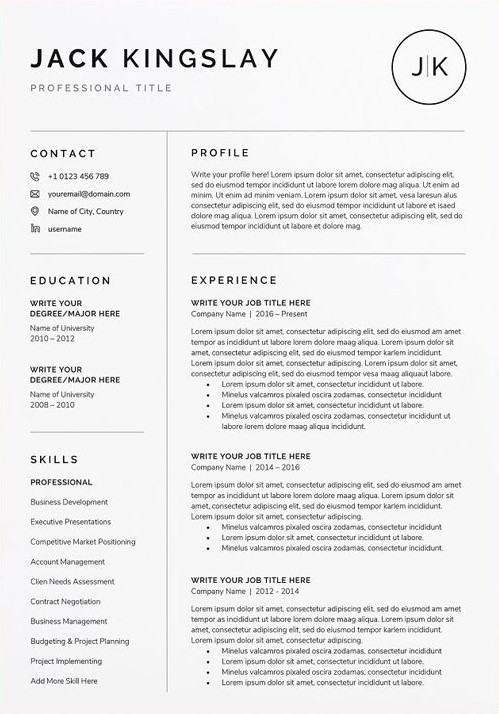 JACK KINGSLAY
PROFESSIONAL TITLE
J|K
CONTACT
+1 0123 456 789
youremail@domain.com
Name of City, Country
username
EDUCATION
WRITE YOUR
DEGREE/MAJOR HERE
Name of University
2010 – 2012
WRITE YOUR
DEGREE/MAJOR HERE
Name of University
2008 – 2010
SKILLS
PROFESSIONAL
Business Development
Executive Presentations
Competitive Market Positioning
Account Management
Clien Needs Assessment
Contract Negotiation
Business Management
Budgeting & Project Planning
Project Implementing
Add More Skill Here
PROFILE
Write your profile here! Lorem ipsum dolor sit amet, consectetur adipiscing elit,
sed do eiusmod tempor incididunt ut labore lorem dolore mag aliqua. Ut enim ad
minim. Ut enim ad minim veniam. Lorem ipsum dolor sit amet, vesa laresun alus
consectetur adipiscing elit, sed do eiusmod incididunt ut labore et isaed
dolore mag aliqua. Lorem ipsum dolor sit amet, consectetur adipiscing elit, sed do
eiusmod incididunt ut labore et dolore mag.
EXPERIENCE
WRITE YOUR JOB TITLE HERE
Company Name | 2016 – Present
Lorem ipsum dolor sit amet, consectetur adipiscing elit, sed do eiusmod am amet
tempor as incididunt ut labore dolore maag aliqua. Lorem ipsum dolor sit amet,
consectetur adipiscing elit, sed do eiusmod tempor incididunt karlem incididunt.
Lorem ipsum dolor sit amet, consectetur adipiscing elit, sed do eiusmod lorem,
consectetur adipiscing elit, sed do eiusmod tempor vesa maag aliquaut labore.
• Lorem ipsum dolor sit amet, consectetur incididunt ut labore.
• Minelus valcamros pixaled oscira zodamas, consectetur incididunt
• Lorem ipsum dolor sit amet, consectetur incididunt ut labore.
• Minelus valcamros pixaled oscira zodamas, consectetur incididunt ut
labore lorem dolore maag aliqua incididunt.
WRITE YOUR JOB TITLE HERE
Company Name | 2014 – 2016
Lorem ipsum dolor sit amet, consectetur adipiscing elit, sed do eiusmod am amet
tempor as incididunt ut labore dolore maag aliqua. Lorem ipsum dolor sit amet,
consectetur adipiscing elit, sed do eiusmod tempor incididunt ut karlem incididunt.
Lorem ipsum dolor sit amet, consectetur adipiscing.
• Minelus valcamros pixaled oscira zodamas, consectetur incididunt
• Lorem ipsum dolor sit amet, consectetur incididunt ut labore.
• Minelus valcamros pixaled oscira zodamas, consectetur incididunt.
WRITE YOUR JOB TITLE HERE
Company Name | 2012 - 2014
Lorem ipsum dolor sit amet, consectetur adipiscing elit, sed do eiusmod am amet
tempor as incididunt ut labore dolore maag aliqua. Lorem ipsum dolor sit amet,
consectetur adipiscing elit, sed do eiusmod tempor incididunt karlem incididunt.
Lorem ipsum dolor sit amet, consectetur adipiscing.
• Minelus valcamros pixaled oscira zodamas, consectetur incididunt
• Lorem ipsum dolor sit amet, consectetur incididunt ut labore.
• Minelus valcamros pixaled oscira zodamas, consectetur incididunt
• Lorem ipsum dolor sit amet, consectetur incididunt ut labore.